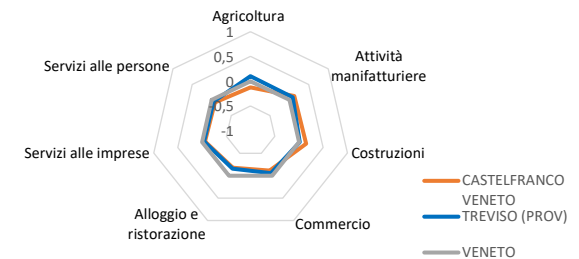 Agricoltura
1
0,5
0
-0,5
-1
Attività
manifatturiere
Costruzioni
Commercio
Alloggio e
ristorazione
Servizi alle imprese
Servizi alle persone
CASTELFRANCO
VENETO
TREVISO (PROV)
VENETO